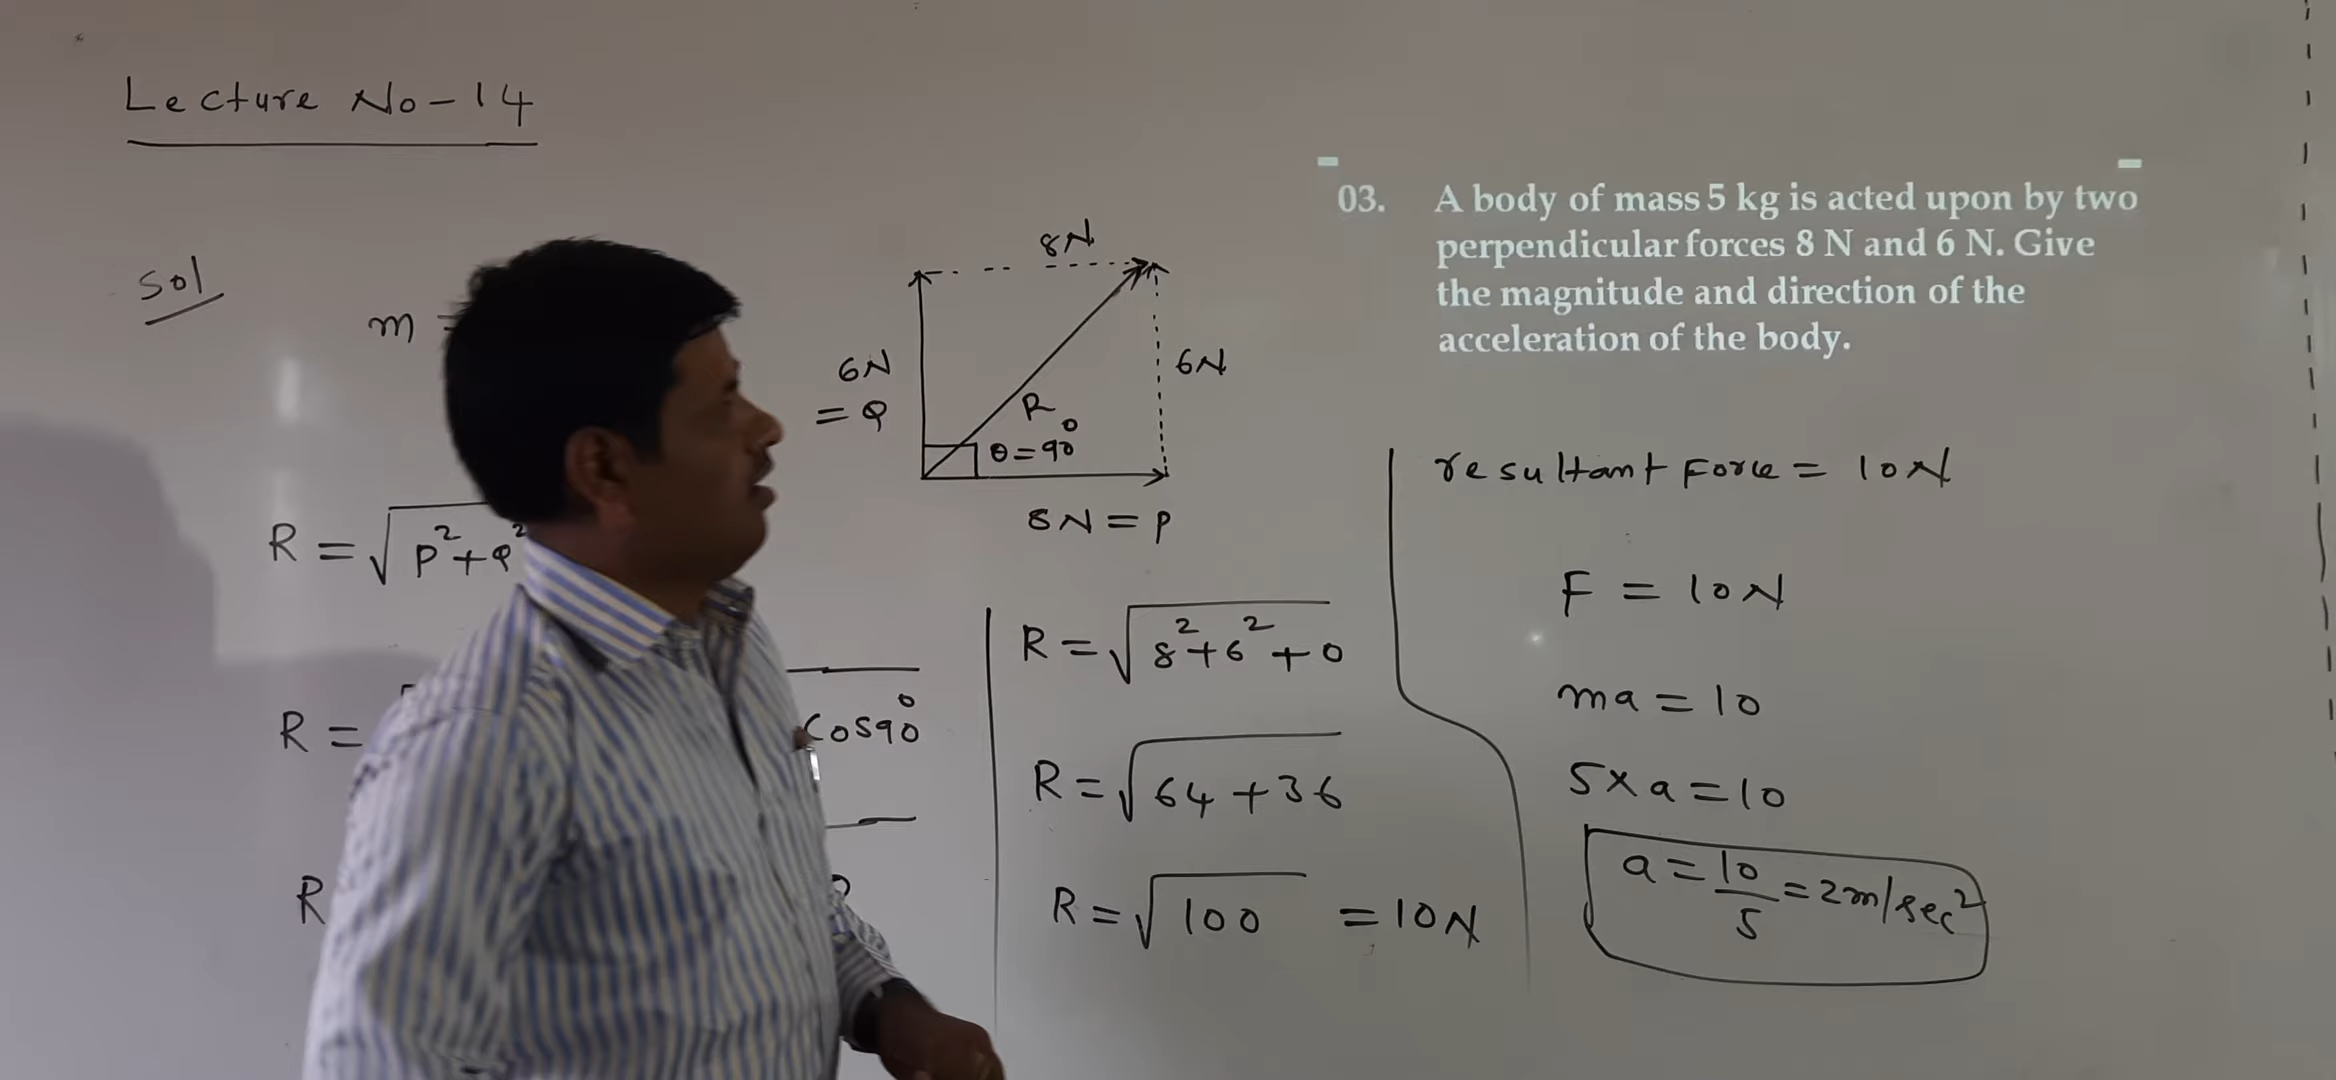 Lecture No-14
03. A body of mass 5 kg is acted upon by two
perpendicular forces 8 N and 6 N. Give
the magnitude and direction of the
acceleration of the body.
Sol
m =
8N
6N
= Q
6N
R
θ=90°
8N = P
R = √P²+Q²
R =
Cos90°
R
R = √8²+6²+0
R = √64+36
R = √100 = 10N
resultant Force = 10N
F = 10N
ma = 10
5×a = 10
a = 10/5 = 2m/sec²